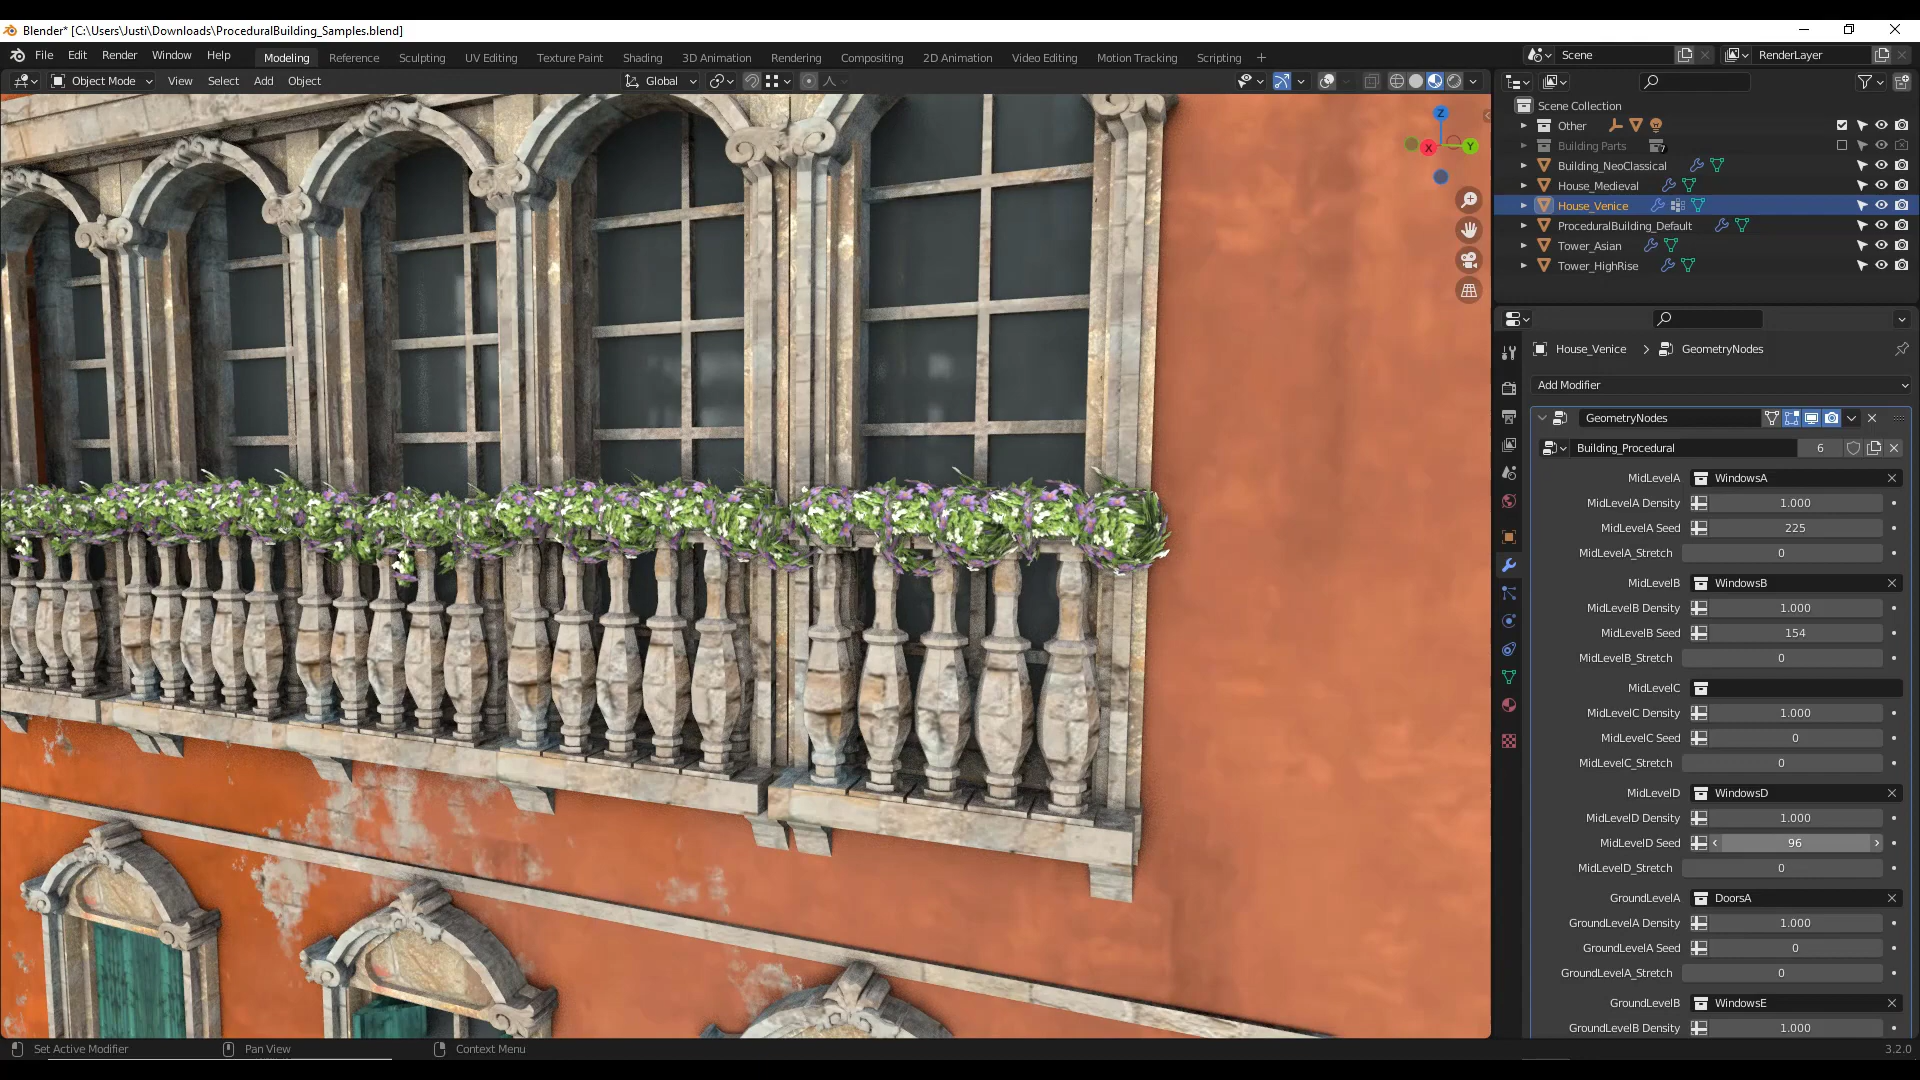 Blender* [C:\Users\Justi\Downloads\ProceduralBuilding_Samples.blend]
File Edit Render Window Help Modeling Reference Sculpting UV Editing Texture Paint Shading 3D Animation Rendering Compositing 2D Animation Video Editing Motion Tracking Scripting + Scene RenderLayer
Object Mode View Select Add Object Global
Z
X
Y
Scene Collection
Other
Building Parts 7
Building_NeoClassical
House_Medieval
House_Venice
ProceduralBuilding_Default
Tower_Asian
Tower_HighRise
House_Venice > GeometryNodes
Add Modifier
GeometryNodes
Building_Procedural 6
MidLevelA WindowsA
MidLevelA Density 1.000
MidLevelA Seed 225
MidLevelA_Stretch 0
MidLevelB WindowsB
MidLevelB Density 1.000
MidLevelB Seed 154
MidLevelB_Stretch 0
MidLevelC
MidLevelC Density 1.000
MidLevelC Seed 0
MidLevelC_Stretch 0
MidLevelD WindowsD
MidLevelD Density 1.000
MidLevelD Seed 96
MidLevelD_Stretch 0
GroundLevelA DoorsA
GroundLevelA Density 1.000
GroundLevelA Seed 0
GroundLevelA_Stretch 0
GroundLevelB WindowsE
GroundLevelB Density 1.000
Set Active Modifier Pan View Context Menu 3.2.0